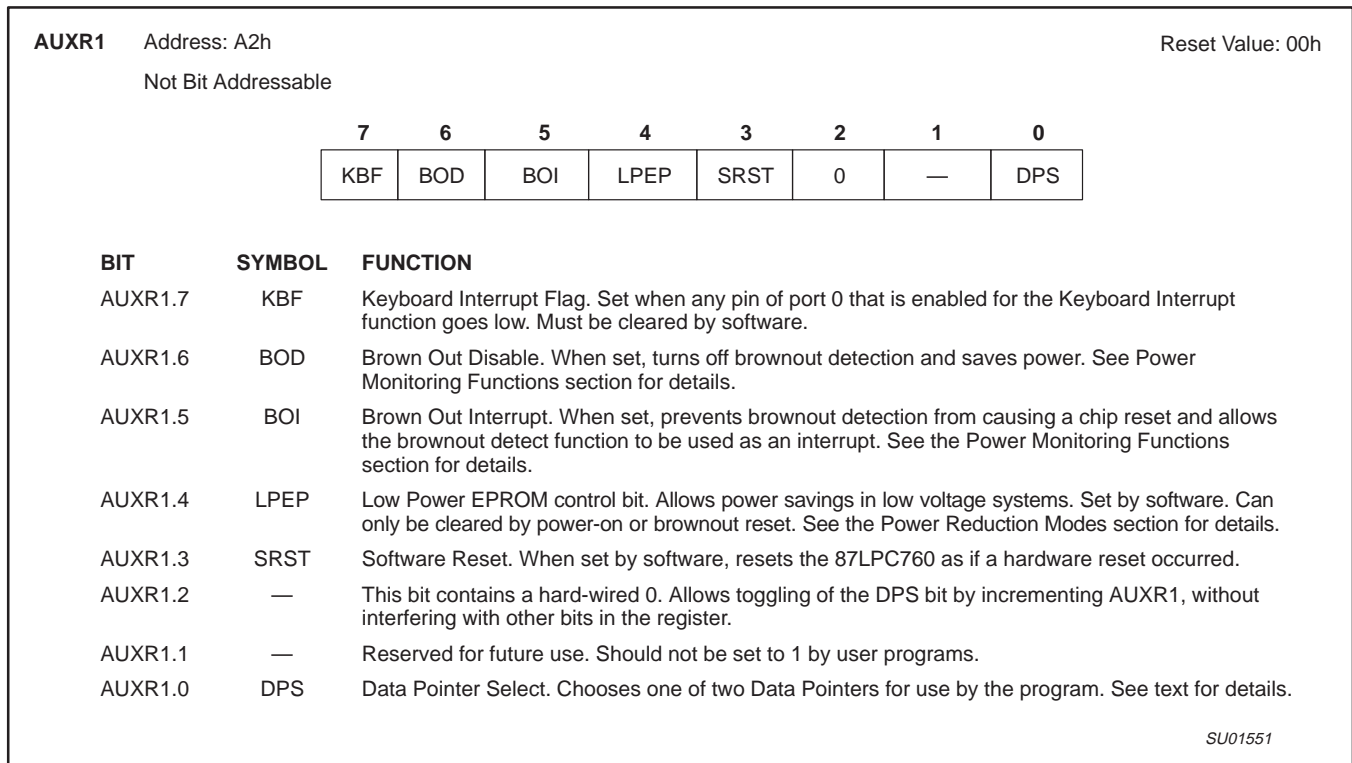 AUXR1 Address: A2h Reset Value: 00h
Not Bit Addressable
7 6 5 4 3 2 1 0
KBF BOD BOI LPEP SRST 0 — DPS
BIT SYMBOL FUNCTION
AUXR1.7 KBF Keyboard Interrupt Flag. Set when any pin of port 0 that is enabled for the Keyboard Interrupt
function goes low. Must be cleared by software.
AUXR1.6 BOD Brown Out Disable. When set, turns off brownout detection and saves power. See Power
Monitoring Functions section for details.
AUXR1.5 BOI Brown Out Interrupt. When set, prevents brownout detection from causing a chip reset and allows
the brownout detect function to be used as an interrupt. See the Power Monitoring Functions
section for details.
AUXR1.4 LPEP Low Power EPROM control bit. Allows power savings in low voltage systems. Set by software. Can
only be cleared by power-on or brownout reset. See the Power Reduction Modes section for details.
AUXR1.3 SRST Software Reset. When set by software, resets the 87LPC760 as if a hardware reset occurred.
AUXR1.2 — This bit contains a hard-wired 0. Allows toggling of the DPS bit by incrementing AUXR1, without
interfering with other bits in the register.
AUXR1.1 — Reserved for future use. Should not be set to 1 by user programs.
AUXR1.0 DPS Data Pointer Select. Chooses one of two Data Pointers for use by the program. See text for details.
SU01551